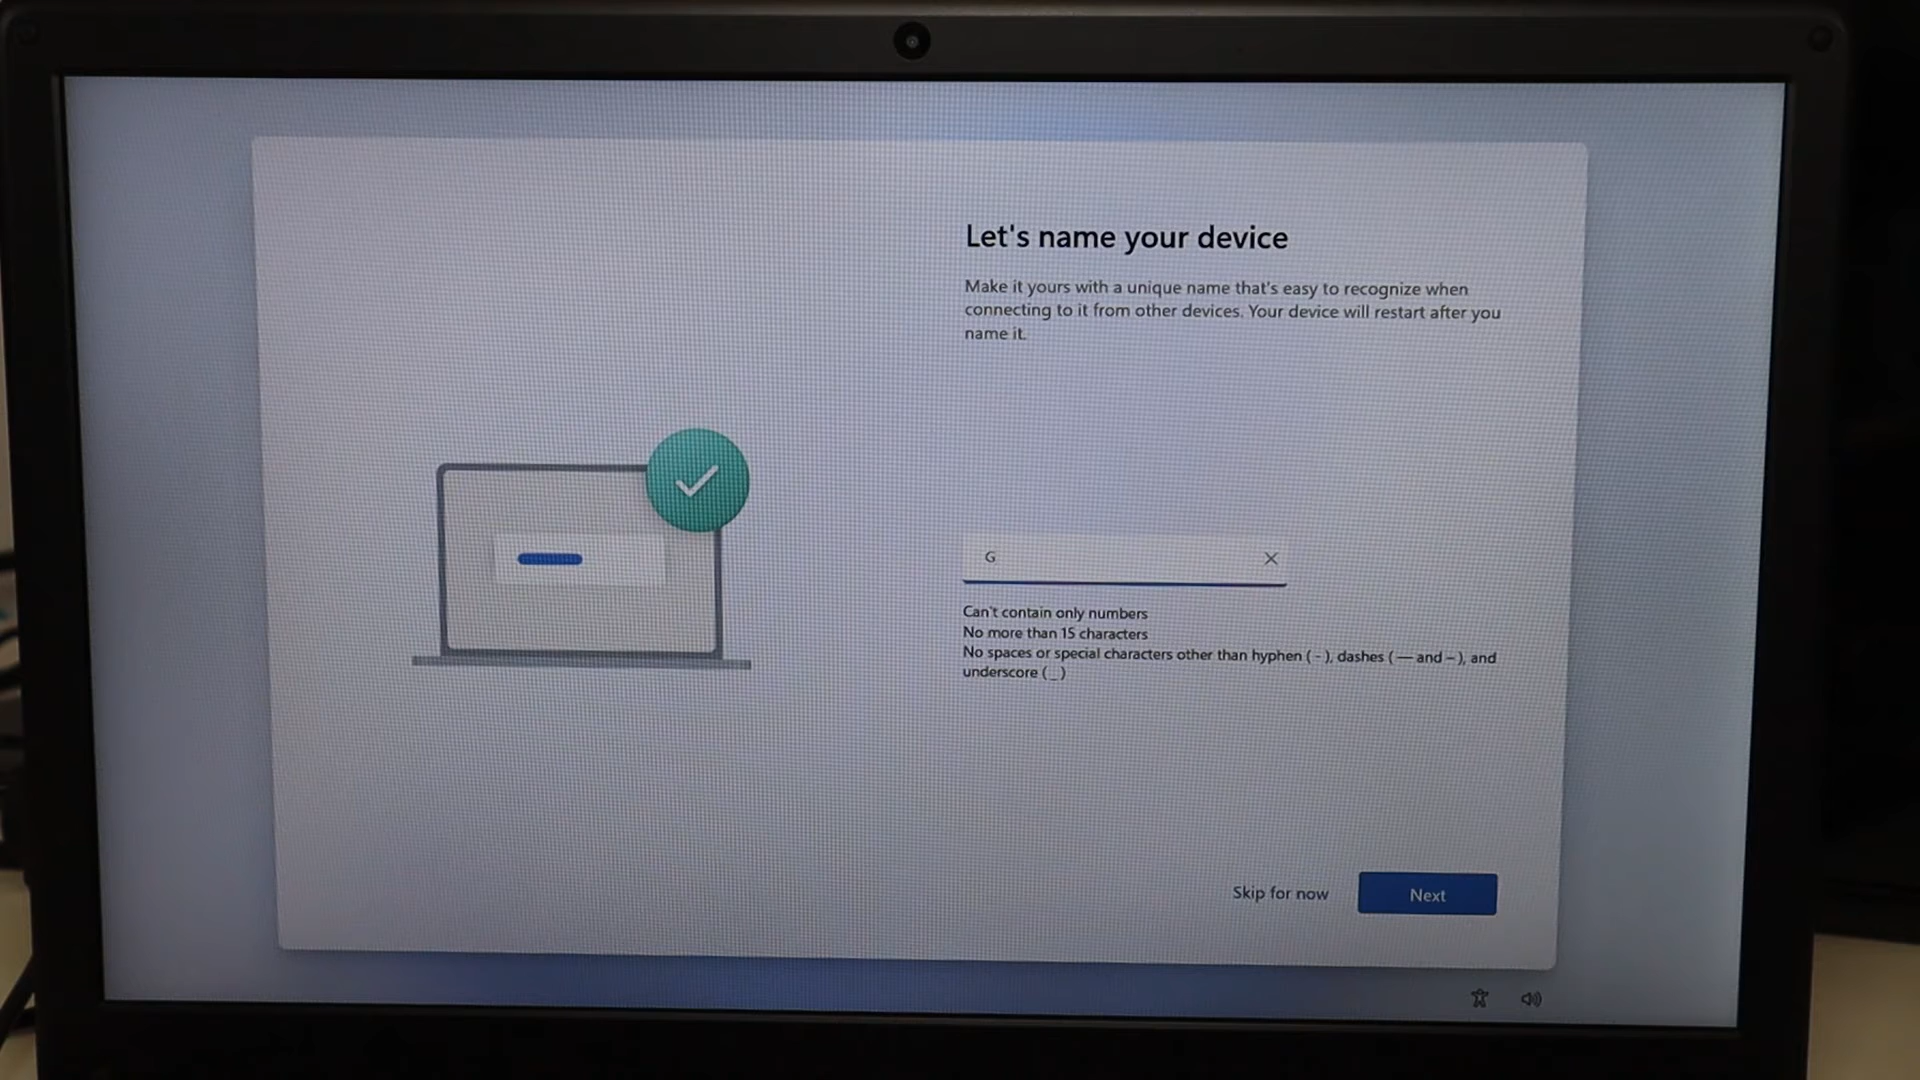 Let's name your device
Make it yours with a unique name that's easy to recognize when
connecting to it from other devices. Your device will restart after you
name it.
G
Can't contain only numbers
No more than 15 characters
No spaces or special characters other than hyphen ( - ), dashes ( — and – ), and
underscore ( _ )
Skip for now
Next